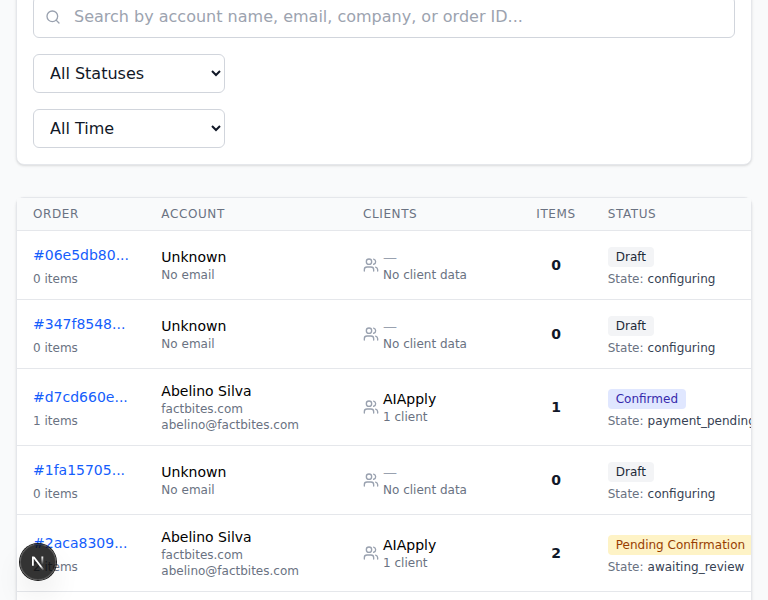 Search by account name, email, company, or order ID...
All Statuses
All Time
ORDER ACCOUNT CLIENTS ITEMS STATUS
#06e5db80... Unknown — 0 Draft
0 items No email No client data State: configuring
#347f8548... Unknown — 0 Draft
0 items No email No client data State: configuring
#d7cd660e... Abelino Silva AIApply 1 Confirmed
1 items factbites.com 1 client State: payment_pending
abelino@factbites.com
#1fa15705... Unknown — 0 Draft
0 items No email No client data State: configuring
#2aca8309... Abelino Silva AIApply 2 Pending Confirmation
items factbites.com 1 client State: awaiting_review
abelino@factbites.com
N